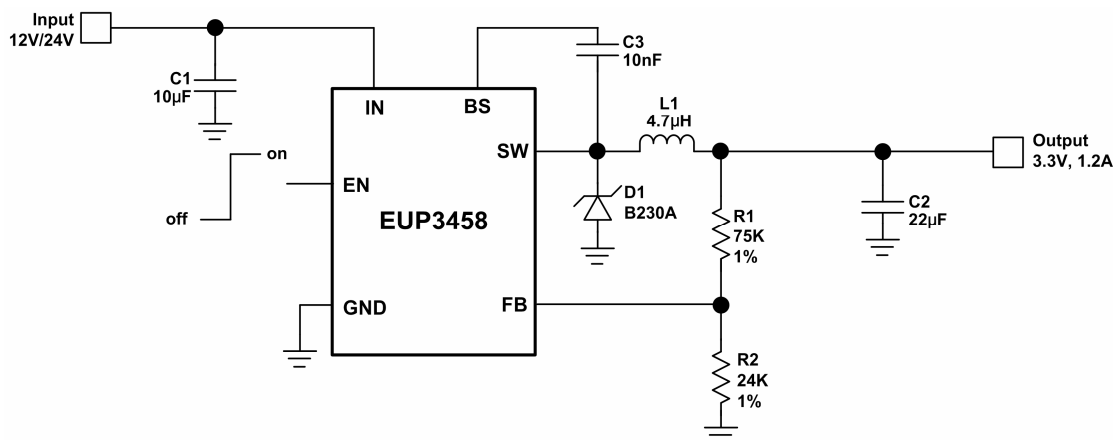 Input
12V/24V
C1
10µF
IN
BS
C3
10nF
L1
4.7µH
SW
Output
3.3V, 1.2A
on
off
EN
EUP3458
D1
B230A
R1
75K
1%
C2
22µF
GND
FB
R2
24K
1%